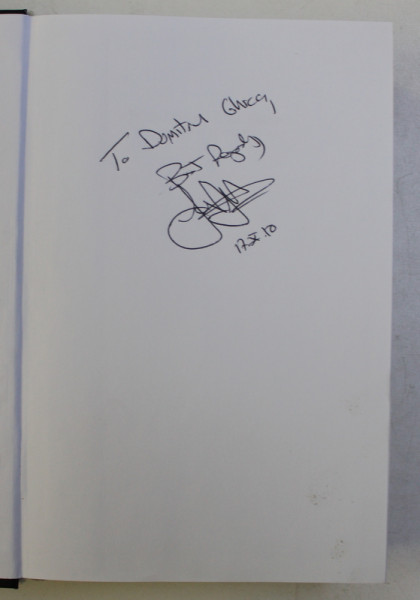 To Dumitru Ghica,
Best Regards,
17.X.10